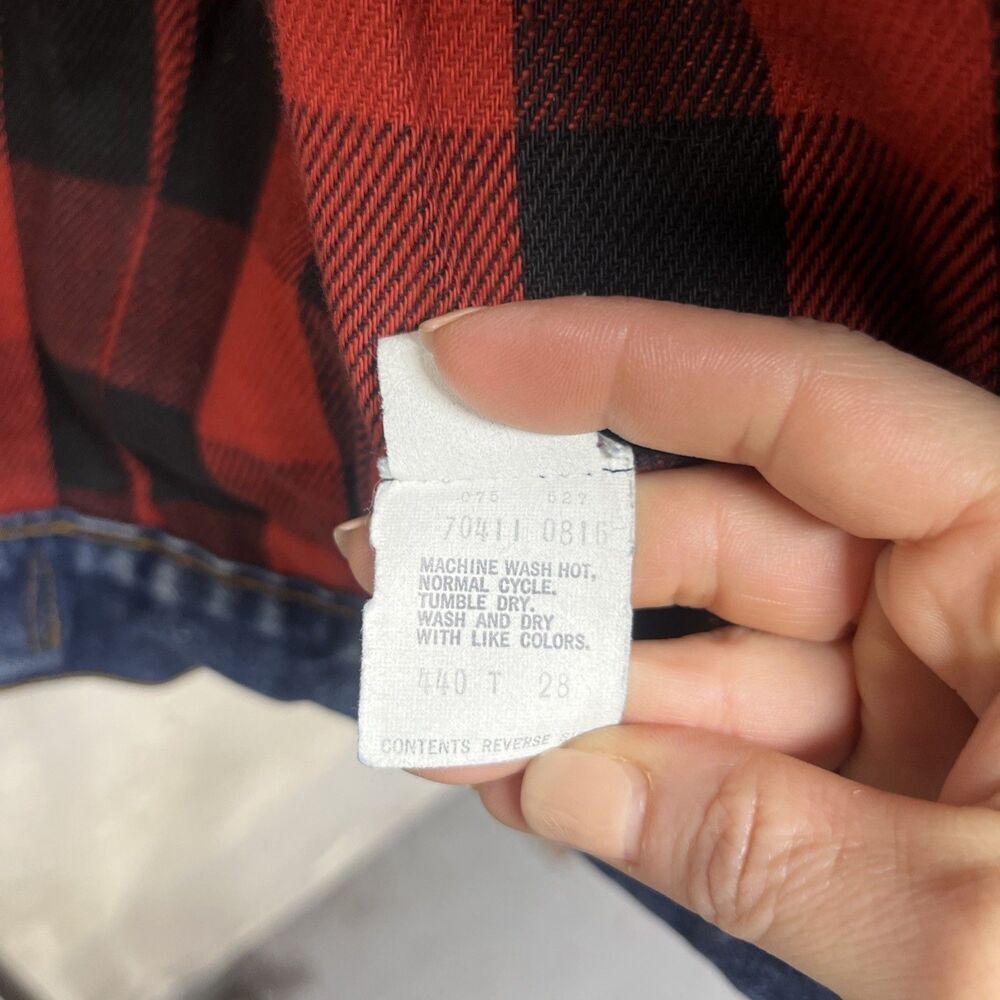 075 527
70411 0816
MACHINE WASH HOT,
NORMAL CYCLE.
TUMBLE DRY.
WASH AND DRY
WITH LIKE COLORS.
440 T 28
CONTENTS REVERSE